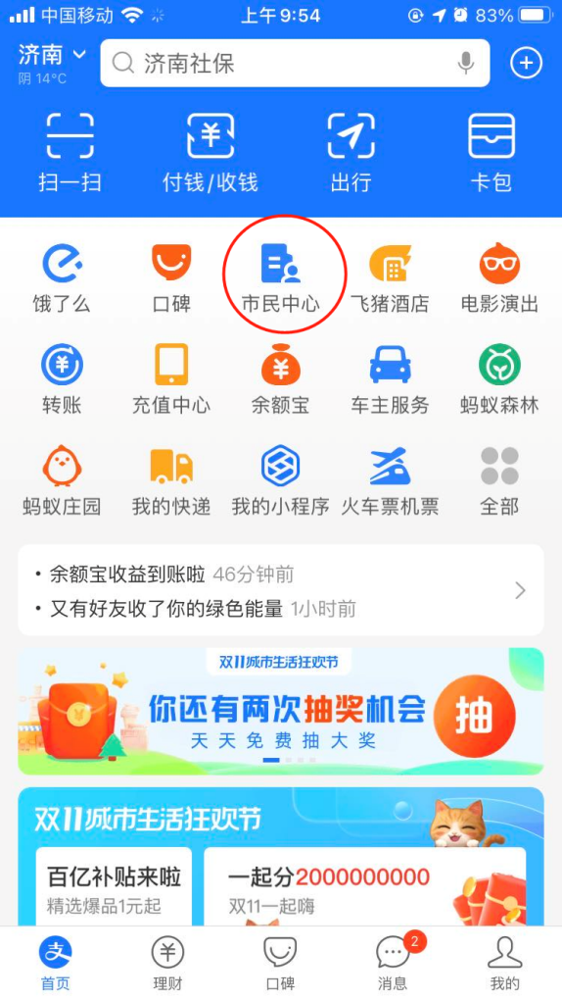 中国移动 上午9:54 83%
济南 济南社保
阴 14°C
扫一扫 付钱/收钱 出行 卡包
饿了么 口碑 市民中心 飞猪酒店 电影演出
转账 充值中心 余额宝 车主服务 蚂蚁森林
蚂蚁庄园 我的快递 我的小程序 火车票机票 全部
• 余额宝收益到账啦 46分钟前
• 又有好友收了你的绿色能量 1小时前
双11城市生活狂欢节
你还有两次抽奖机会 抽
天天免费抽大奖
双11城市生活狂欢节
百亿补贴来啦 一起分2000000000
精选爆品1元起 双11一起嗨
支 2
首页 理财 口碑 消息 我的